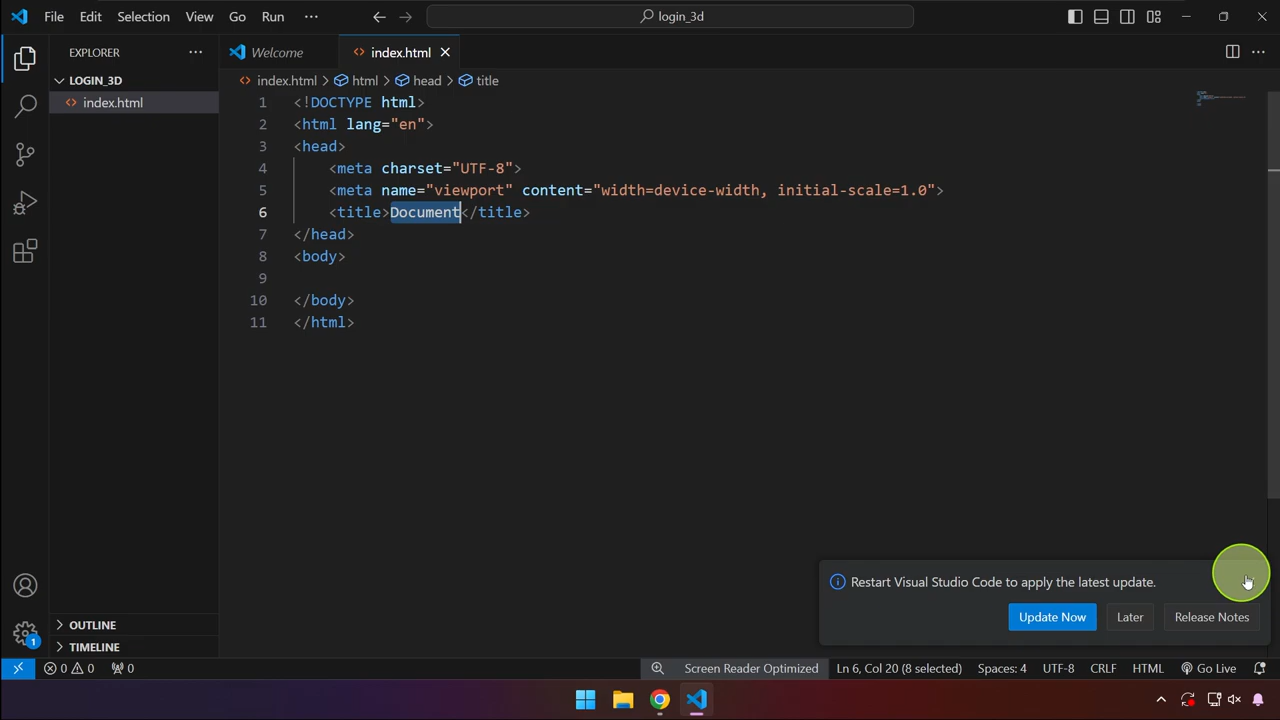 File Edit Selection View Go Run ··· login_3d
EXPLORER ···
LOGIN_3D
index.html
OUTLINE
TIMELINE
Welcome index.html
index.html > html > head > title
1 <!DOCTYPE html>
2 <html lang="en">
3 <head>
4 <meta charset="UTF-8">
5 <meta name="viewport" content="width=device-width, initial-scale=1.0">
6 <title>Document</title>
7 </head>
8 <body>
9
10 </body>
11 </html>
Restart Visual Studio Code to apply the latest update.
Update Now Later Release Notes
1
0 0 0 Screen Reader Optimized Ln 6, Col 20 (8 selected) Spaces: 4 UTF-8 CRLF HTML Go Live